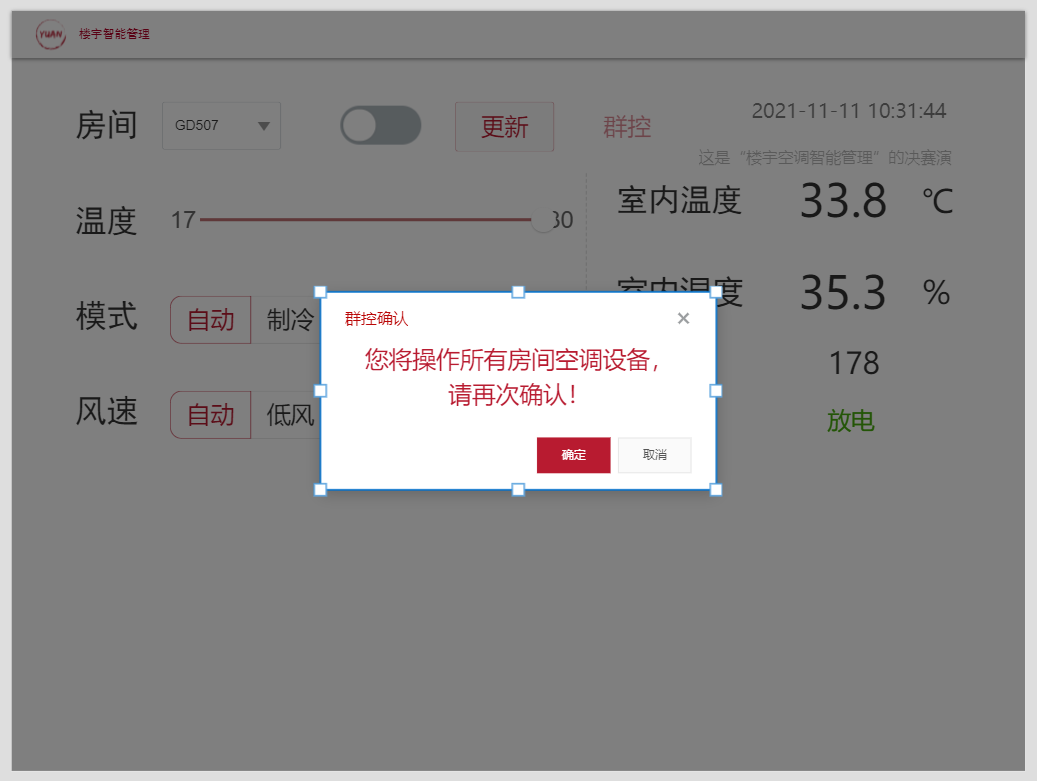 YUAN 楼宇智能管理
房间 GD507 更新 群控 2021-11-11 10:31:44
这是“楼宇空调智能管理”的决赛演
温度 17 30 室内温度 33.8 ℃
模式 自动 制冷 室内温度 35.3 %
群控确认 ×
您将操作所有房间空调设备，
请再次确认！
178
风速 自动 低风 放电
确定 取消